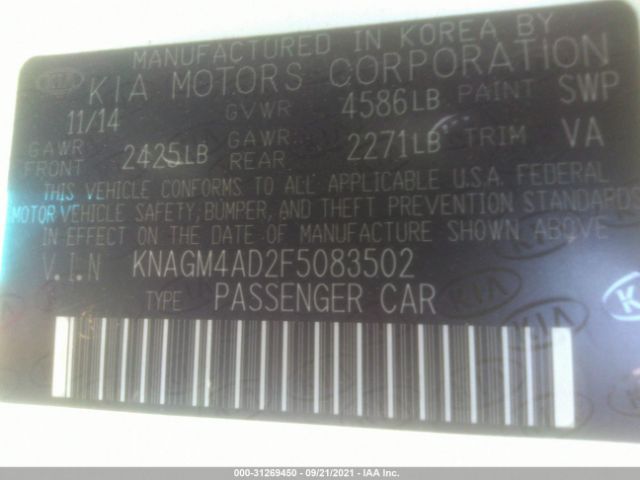 MANUFACTURED IN KOREA BY
KIA KIA MOTORS CORPORATION
11/14 GVWR 4586LB PAINT SWP
GAWR FRONT 2425LB GAWR REAR 2271LB TRIM VA
THIS VEHICLE CONFORMS TO ALL APPLICABLE U.S.A. FEDERAL
MOTOR VEHICLE SAFETY, BUMPER, AND THEFT PREVENTION STANDARDS
IN EFFECT ON THE DATE OF MANUFACTURE SHOWN ABOVE
V.I.N KNAGM4AD2F5083502
TYPE PASSENGER CAR
000-31269450 - 09/21/2021 - IAA Inc.